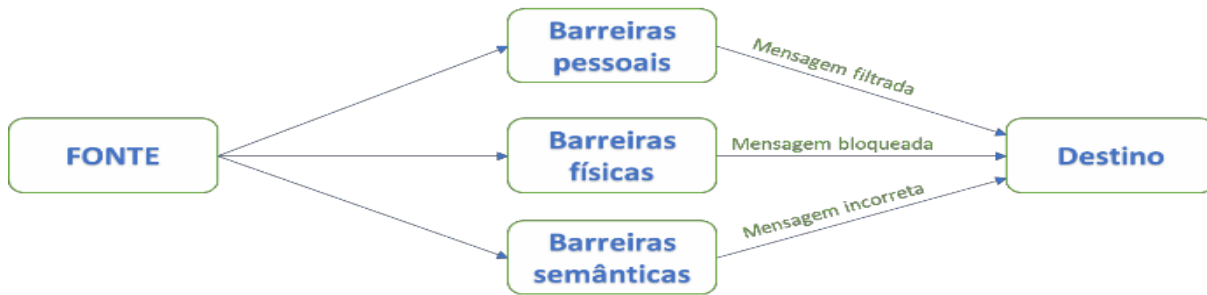 FONTE
Barreiras
pessoais
Barreiras
físicas
Barreiras
semânticas
Mensagem filtrada
Mensagem bloqueada
Mensagem incorreta
Destino